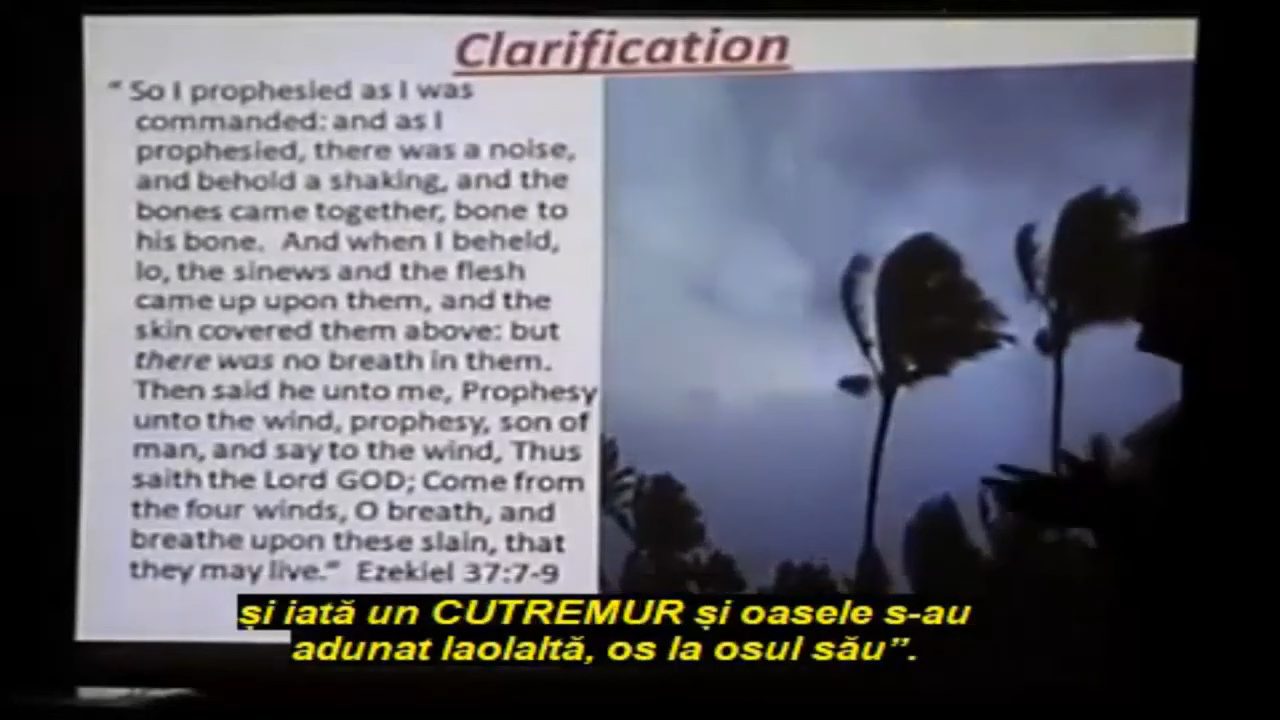 Clarification
“ So I prophesied as I was
commanded: and as I
prophesied, there was a noise,
and behold a shaking, and the
bones came together, bone to
his bone. And when I beheld,
lo, the sinews and the flesh
came up upon them, and the
skin covered them above: but
there was no breath in them.
Then said he unto me, Prophesy
unto the wind, prophesy, son of
man, and say to the wind, Thus
saith the Lord GOD; Come from
the four winds, O breath, and
breathe upon these slain, that
they may live.“ Ezekiel 37:7-9
și iată un CUTREMUR și oasele s-au
adunat laolaltă, os la osul său”.